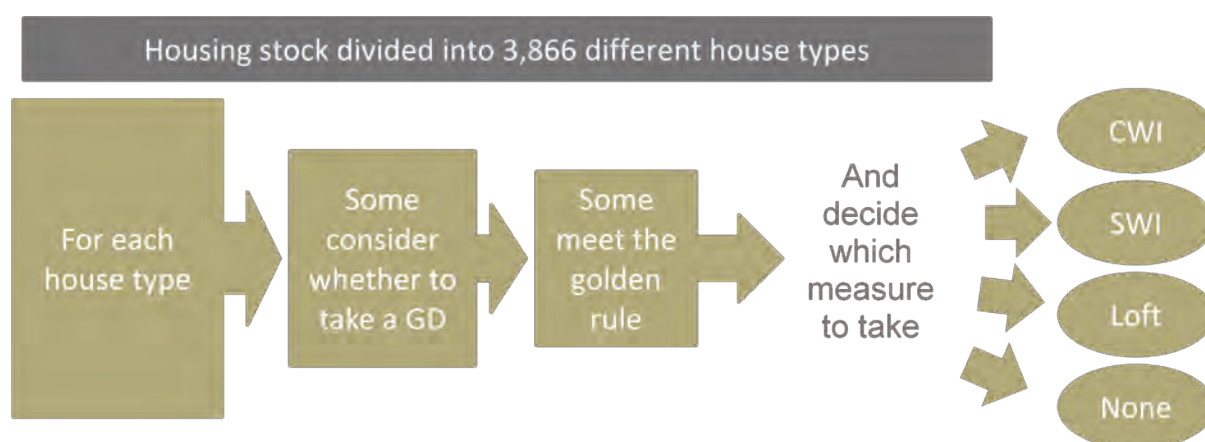 Housing stock divided into 3,866 different house types
For each
house type
Some
consider
whether to
take a GD
Some
meet the
golden
rule
And
decide
which
measure
to take
CWI
SWI
Loft
None